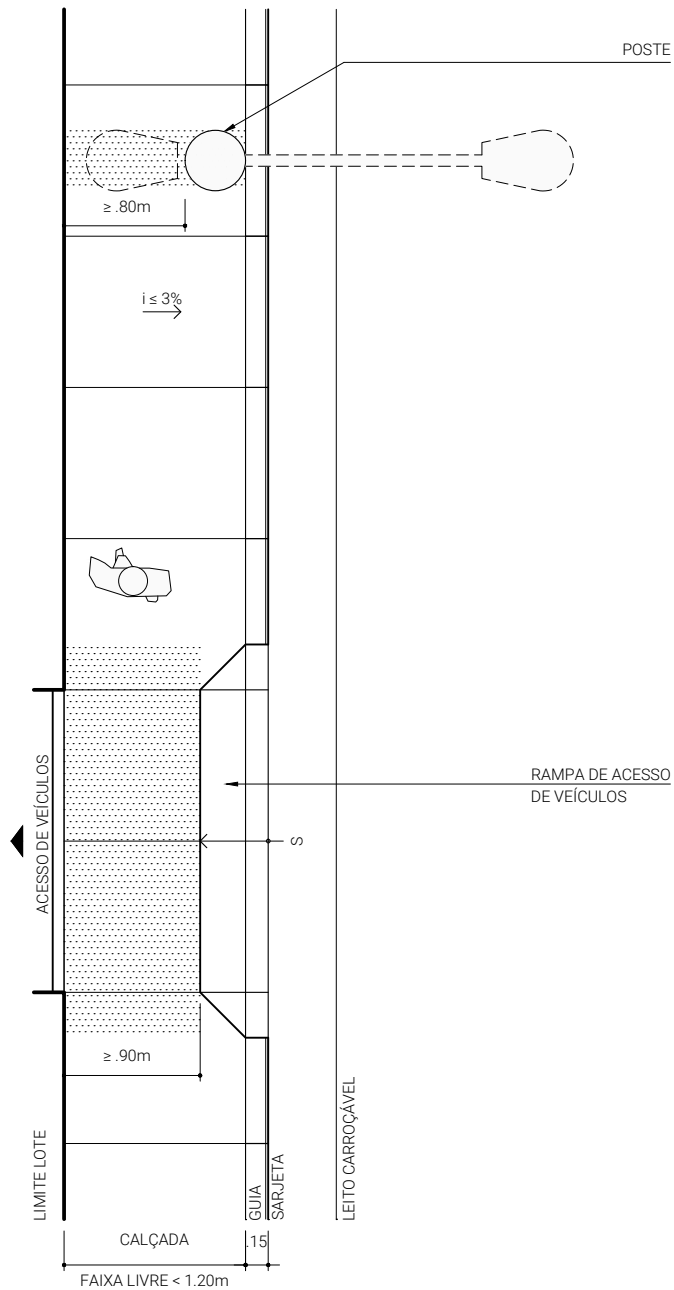 POSTE
≥ .80m
i ≤ 3%
ACESSO DE VEÍCULOS
RAMPA DE ACESSO
DE VEÍCULOS
S
≥ .90m
LIMITE LOTE
GUIA
SARJETA
LEITO CARROÇÁVEL
CALÇADA
.15
FAIXA LIVRE < 1.20m